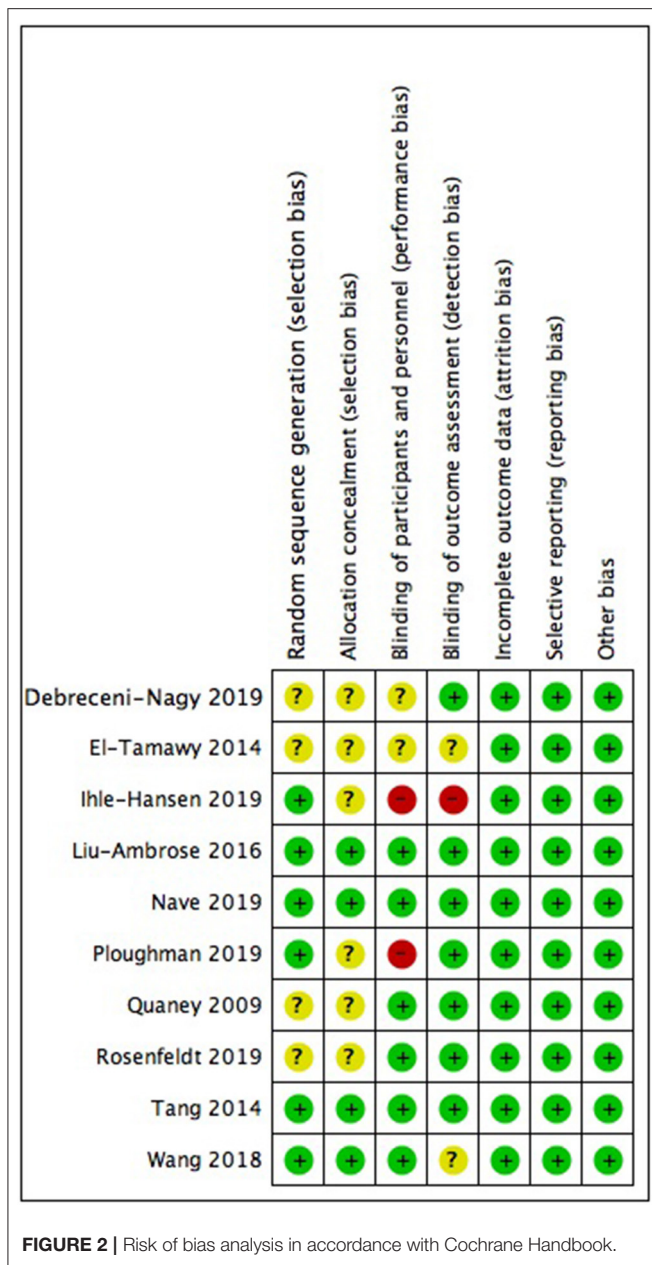 Random sequence generation (selection bias)
Allocation concealment (selection bias)
Blinding of participants and personnel (performance bias)
Blinding of outcome assessment (detection bias)
Incomplete outcome data (attrition bias)
Selective reporting (reporting bias)
Other bias
Debreceni-Nagy 2019 ? ? ? + + + +
El-Tamawy 2014 ? ? ? ? + + +
Ihle-Hansen 2019 + ? - - + + +
Liu-Ambrose 2016 + + + + + + +
Nave 2019 + + + + + + +
Ploughman 2019 + ? - + + + +
Quaney 2009 ? ? + + + + +
Rosenfeldt 2019 ? ? + + + + +
Tang 2014 + + + + + + +
Wang 2018 + + + ? + + +
FIGURE 2 | Risk of bias analysis in accordance with Cochrane Handbook.